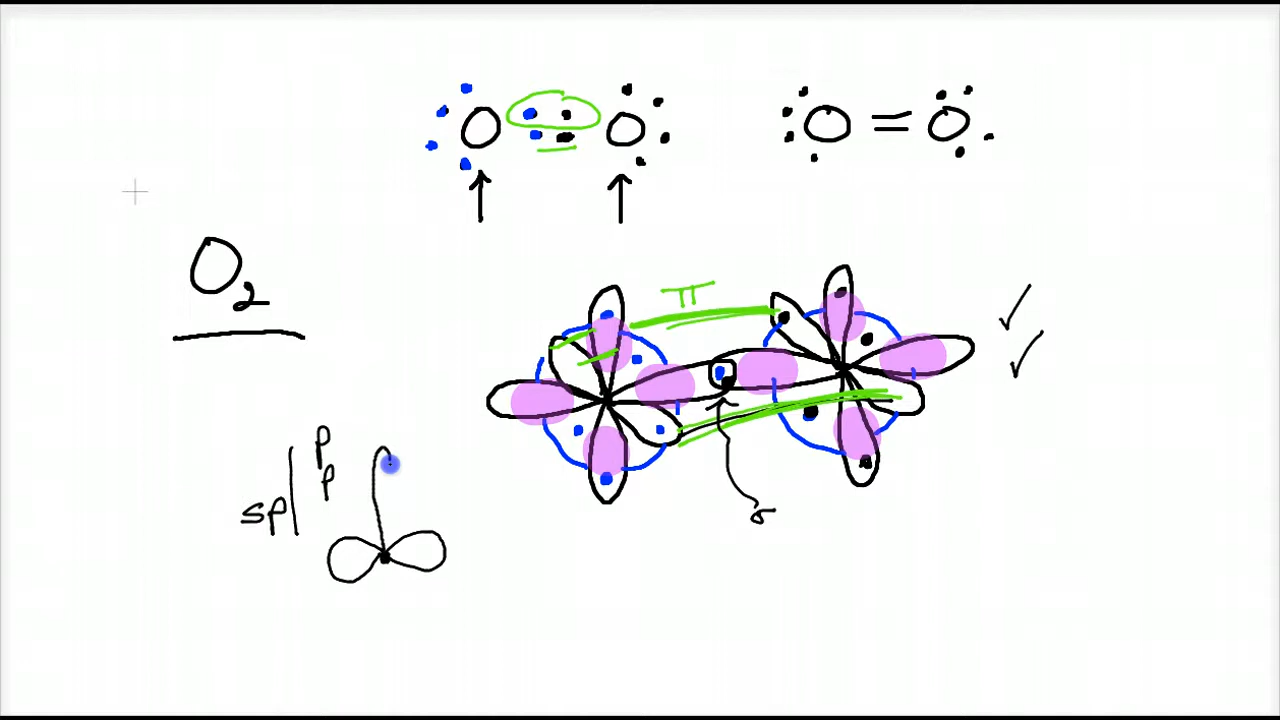 O O O = O
O₂
π
p
p
sp
σ